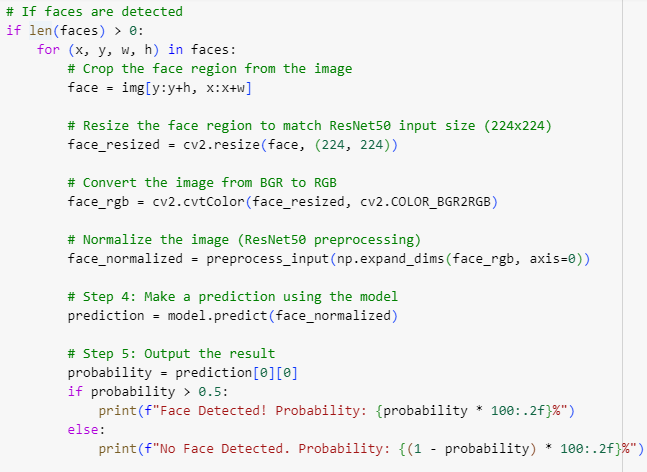 # If faces are detected
if len(faces) > 0:
    for (x, y, w, h) in faces:
        # Crop the face region from the image
        face = img[y:y+h, x:x+w]

        # Resize the face region to match ResNet50 input size (224x224)
        face_resized = cv2.resize(face, (224, 224))

        # Convert the image from BGR to RGB
        face_rgb = cv2.cvtColor(face_resized, cv2.COLOR_BGR2RGB)

        # Normalize the image (ResNet50 preprocessing)
        face_normalized = preprocess_input(np.expand_dims(face_rgb, axis=0))

        # Step 4: Make a prediction using the model
        prediction = model.predict(face_normalized)

        # Step 5: Output the result
        probability = prediction[0][0]
        if probability > 0.5:
            print(f"Face Detected! Probability: {probability * 100:.2f}%")
        else:
            print(f"No Face Detected. Probability: {(1 - probability) * 100:.2f}%")